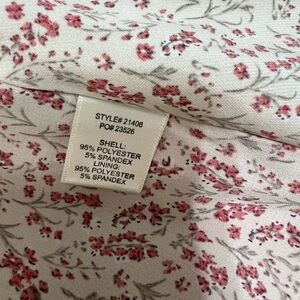 STYLE# 21406
PO# 23526
SHELL:
95% POLYESTER
5% SPANDEX
LINING:
95% POLYESTER
5% SPANDEX